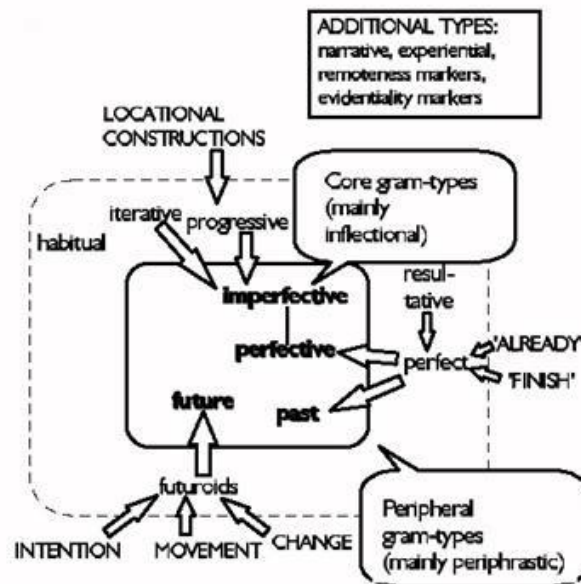 ADDITIONAL TYPES:
narrative, experiential,
remoteness markers,
evidentiality markers
LOCATIONAL
CONSTRUCTIONS
Core gram-types
(mainly
inflectional)
iterative
progressive
habitual
imperfective
resul-
tative
perfective
perfect
'ALREADY'
'FINISH'
future
past
futuroids
INTENTION
MOVEMENT
CHANGE
Peripheral
gram-types
(mainly periphrastic)